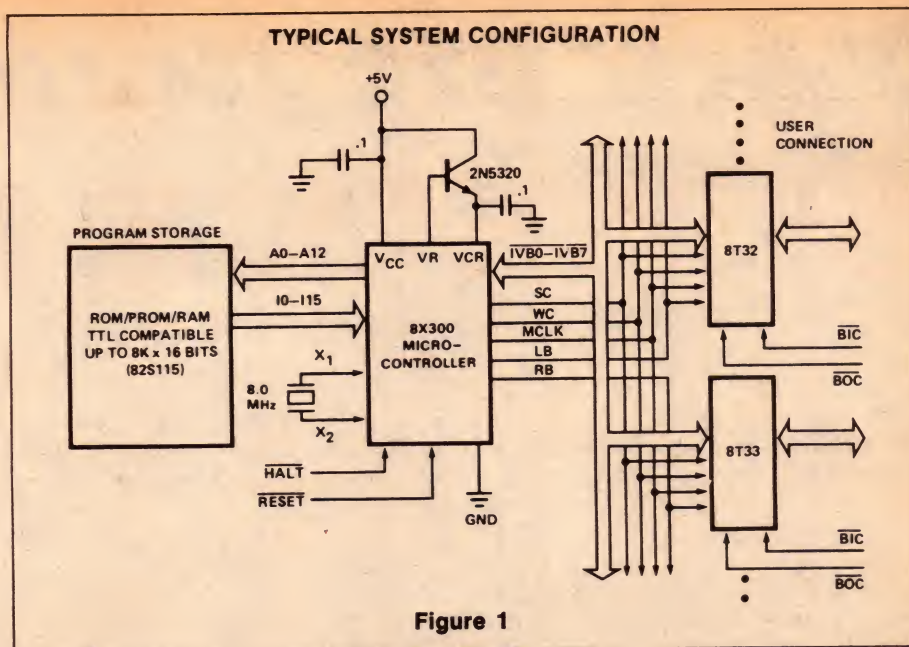 TYPICAL SYSTEM CONFIGURATION
+5V
.1
2N5320
.1
USER
CONNECTION
PROGRAM STORAGE
A0–A12
I0–I15
ROM/PROM/RAM
TTL COMPATIBLE
UP TO 8K x 16 BITS
(82S115)
VCC
VR
VCR
8X300
MICRO-
CONTROLLER
X1
8.0
MHz
X2
HALT
RESET
GND
IVB0–IVB7
SC
WC
MCLK
LB
RB
8T32
BIC
BOC
8T33
BIC
BOC
Figure 1